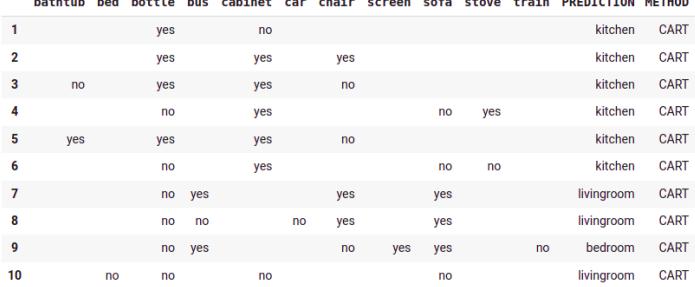 bathtub bed bottle bus cabinet car chair screen sofa stove train PREDICTION METHOD
1 yes no kitchen CART
2 yes yes yes kitchen CART
3 no yes yes no kitchen CART
4 no yes no yes kitchen CART
5 yes yes yes no kitchen CART
6 no yes no no kitchen CART
7 no yes yes yes livingroom CART
8 no no no yes yes livingroom CART
9 no yes no yes yes no bedroom CART
10 no no no no livingroom CART